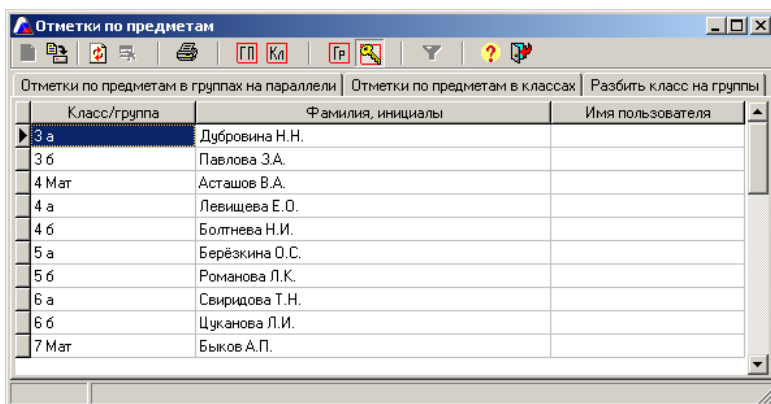 Отметки по предметам
ГП Кл Гр ?
Отметки по предметам в группах на параллели Отметки по предметам в классах Разбить класс на группы
Класс/группа Фамилия, инициалы Имя пользователя
3 а Дубровина Н.Н.
3 б Павлова З.А.
4 Мат Асташов В.А.
4 а Левищева Е.О.
4 б Болтнева Н.И.
5 а Берёзкина О.С.
5 б Романова Л.К.
6 а Свиридова Т.Н.
6 б Цуканова Л.И.
7 Мат Быков А.П.